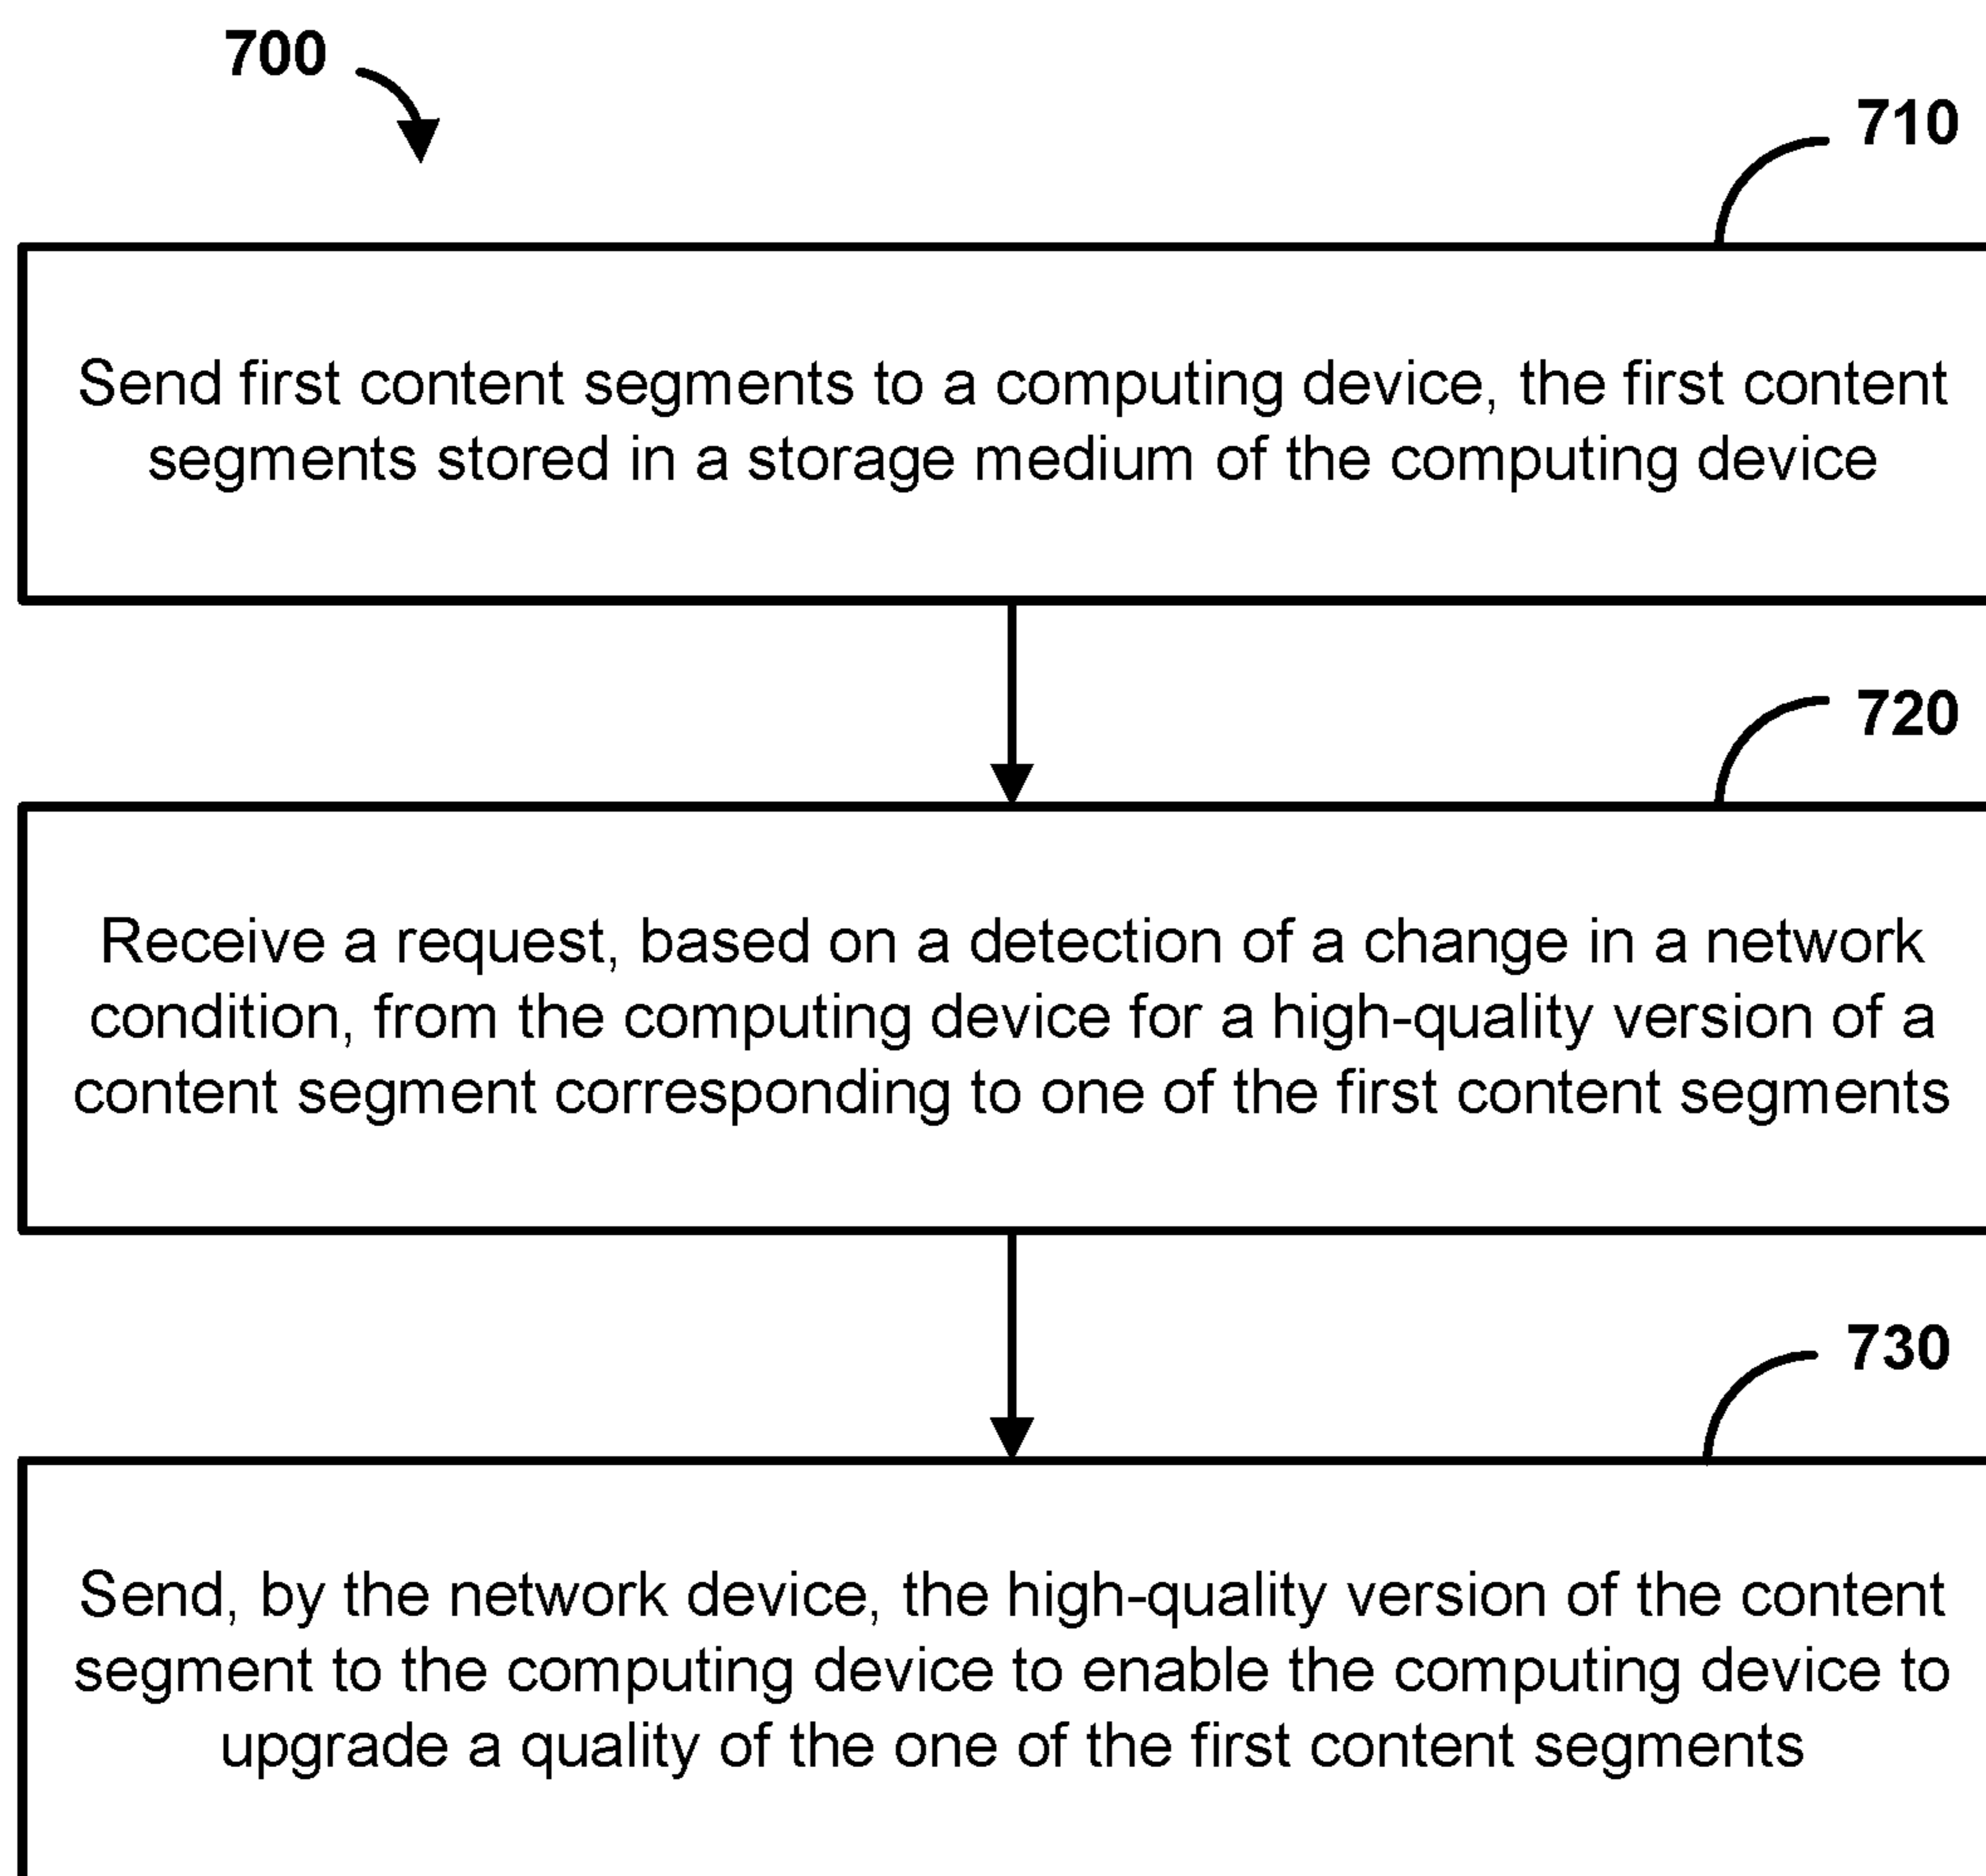 700
710
Send first content segments to a computing device, the first content
segments stored in a storage medium of the computing device
720
Receive a request, based on a detection of a change in a network
condition, from the computing device for a high-quality version of a
content segment corresponding to one of the first content segments
730
Send, by the network device, the high-quality version of the content
segment to the computing device to enable the computing device to
upgrade a quality of the one of the first content segments